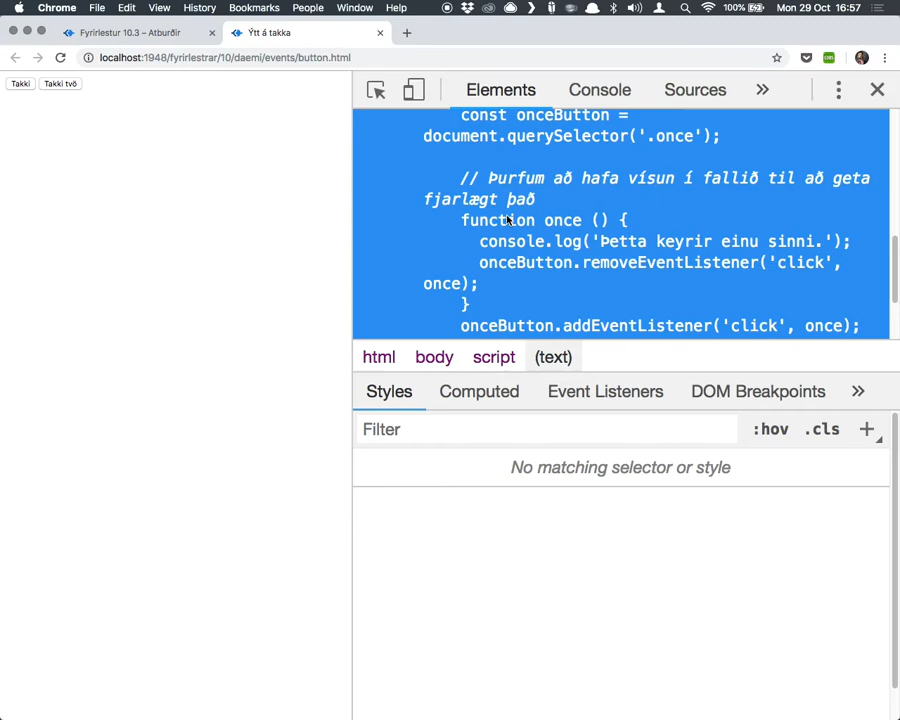 Chrome File Edit View History Bookmarks People Window Help 100% Mon 29 Oct 16:57
Fyrirlestur 10.3 – Atburðir Ýtt á takka
localhost:1948/fyrirlestrar/10/daemi/events/button.html
Takki Takki tvö
Elements Console Sources
const onceButton =
document.querySelector('.once');
// Þurfum að hafa vísun í fallið til að geta
fjarlægt það
function once () {
console.log('Þetta keyrir einu sinni.');
onceButton.removeEventListener('click',
once);
}
onceButton.addEventListener('click', once);
html body script (text)
Styles Computed Event Listeners DOM Breakpoints
Filter :hov .cls
No matching selector or style